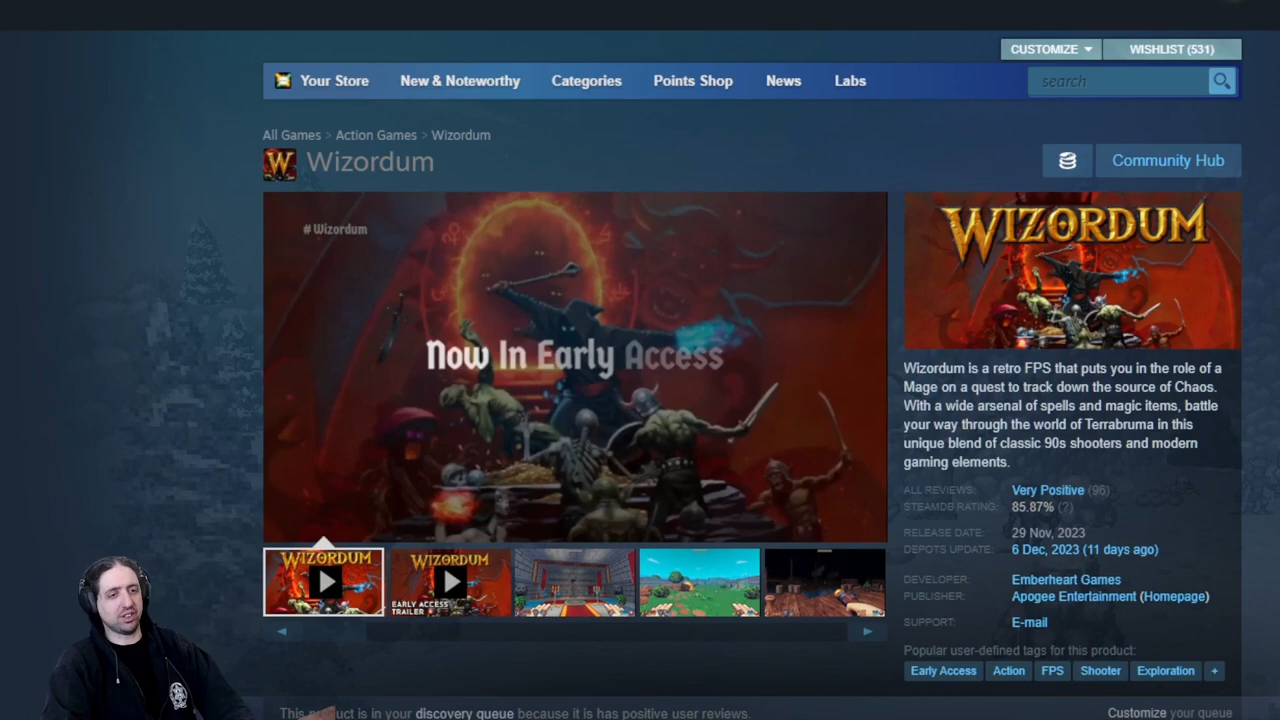 CUSTOMIZE
WISHLIST (531)
Your Store
New & Noteworthy
Categories
Points Shop
News
Labs
search
All Games > Action Games > Wizordum
W Wizordum
Community Hub
# Wizordum
Now In Early Access
WIZORDUM
Wizordum is a retro FPS that puts you in the role of a
Mage on a quest to track down the source of Chaos.
With a wide arsenal of spells and magic items, battle
your way through the world of Terrabruma in this
unique blend of classic 90s shooters and modern
gaming elements.
ALL REVIEWS: Very Positive (96)
STEAMDB RATING: 85.87% (?)
RELEASE DATE: 29 Nov, 2023
DEPOTS UPDATE: 6 Dec, 2023 (11 days ago)
DEVELOPER: Emberheart Games
PUBLISHER: Apogee Entertainment (Homepage)
SUPPORT: E-mail
Popular user-defined tags for this product:
Early Access Action FPS Shooter Exploration +
WIZORDUM
WIZORDUM
EARLY ACCESS
TRAILER
This product is in your discovery queue because it is has positive user reviews.
Customize your queue